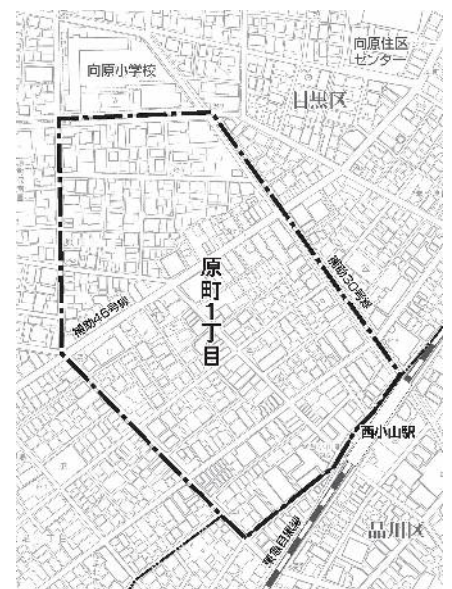 向原住区
センター
向原小学校
目黒区
原町1丁目
補助30号線
補助46号線
西小山駅
品川区
東急目黒線